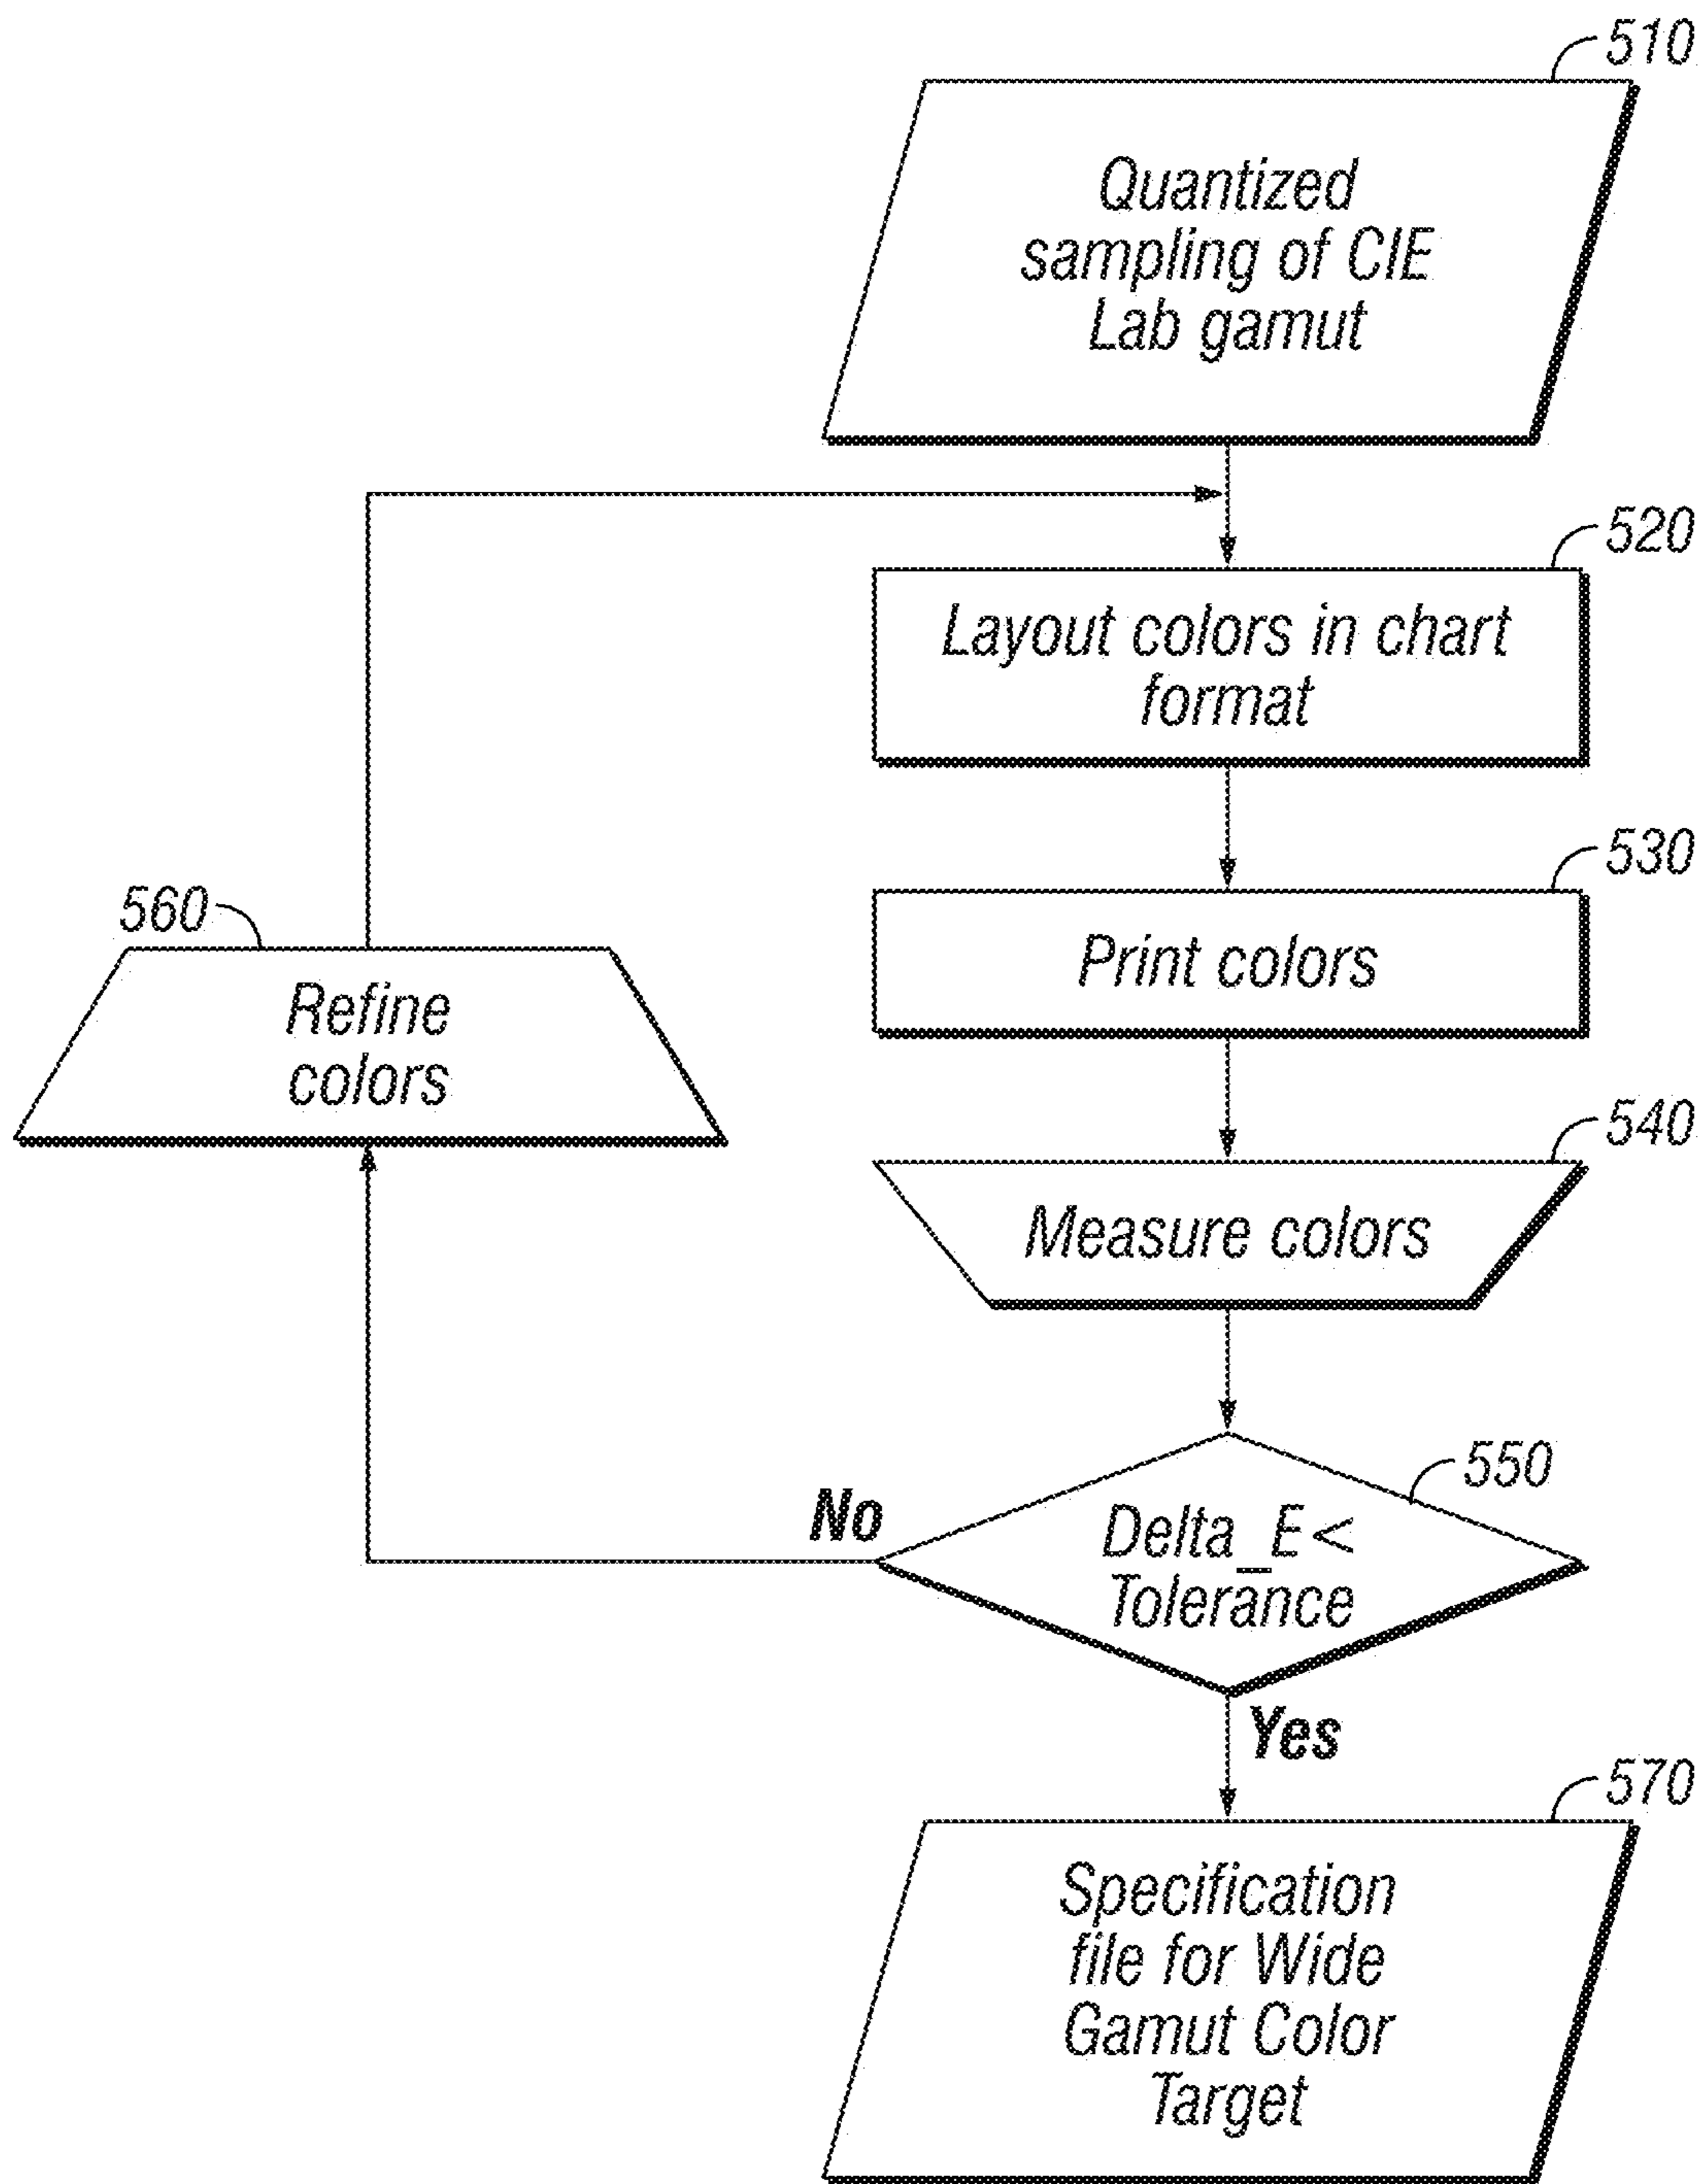 510
Quantized
sampling of CIE
Lab gamut
520
Layout colors in chart
format
530
Print colors
560
Refine
colors
540
Measure colors
550
No
Delta_E<
Tolerance
Yes
570
Specification
file for Wide
Gamut Color
Target